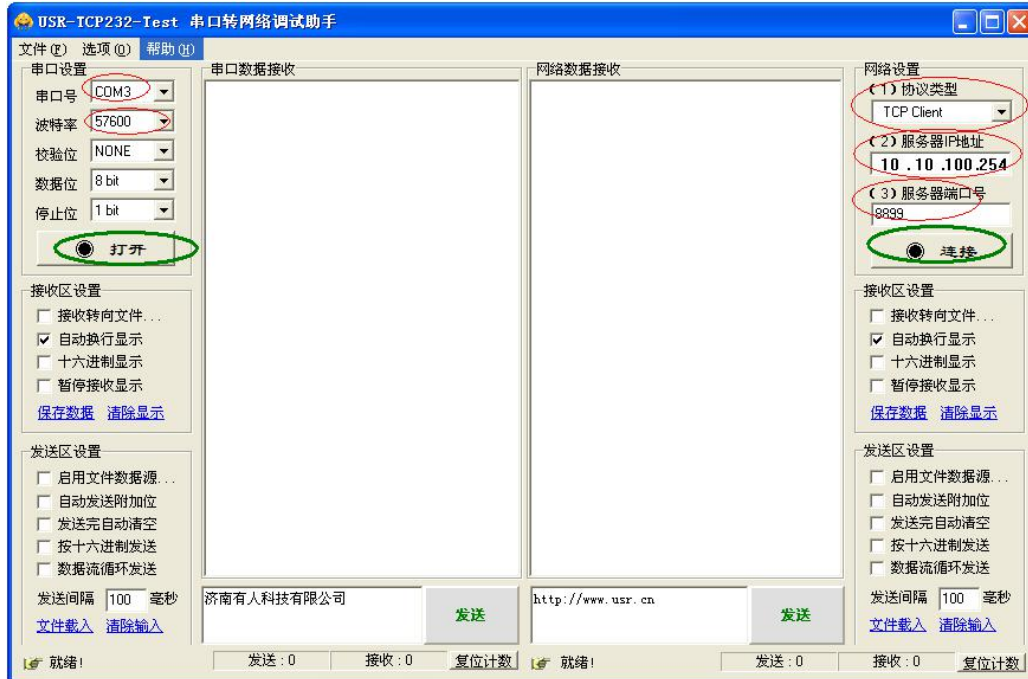 USR-TCP232-Test 串口转网络调试助手
文件(F) 选项(O) 帮助(H)
串口设置
串口号 COM3
波特率 57600
校验位 NONE
数据位 8 bit
停止位 1 bit
打开
接收区设置
接收转向文件...
自动换行显示
十六进制显示
暂停接收显示
保存数据 清除显示
发送区设置
启用文件数据源...
自动发送附加位
发送完自动清空
按十六进制发送
数据流循环发送
发送间隔 100 毫秒
文件载入 清除输入
串口数据接收
济南有人科技有限公司
发送
网络数据接收
http://www.usr.cn
发送
网络设置
(1)协议类型
TCP Client
(2)服务器IP地址
10 .10 .100.254
(3)服务器端口号
8899
连接
接收区设置
接收转向文件...
自动换行显示
十六进制显示
暂停接收显示
保存数据 清除显示
发送区设置
启用文件数据源...
自动发送附加位
发送完自动清空
按十六进制发送
数据流循环发送
发送间隔 100 毫秒
文件载入 清除输入
就绪! 发送:0 接收:0 复位计数
就绪! 发送:0 接收:0 复位计数